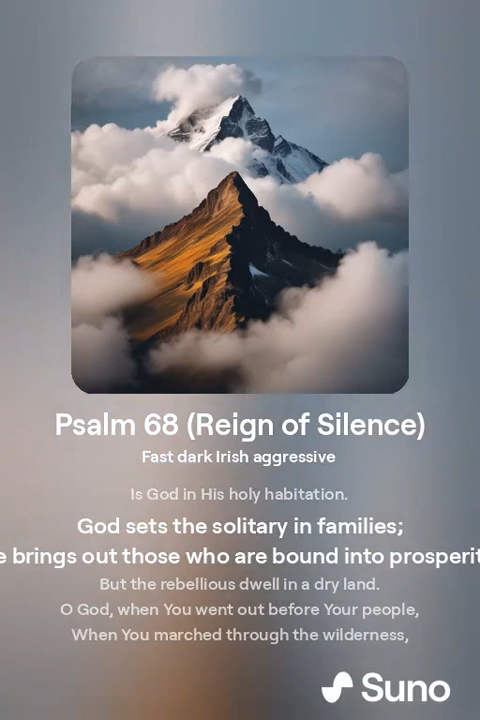 Psalm 68 (Reign of Silence)
Fast dark Irish aggressive
Is God in His holy habitation.
God sets the solitary in families;
e brings out those who are bound into prosperit
But the rebellious dwell in a dry land.
O God, when You went out before Your people,
When You marched through the wilderness,
Suno